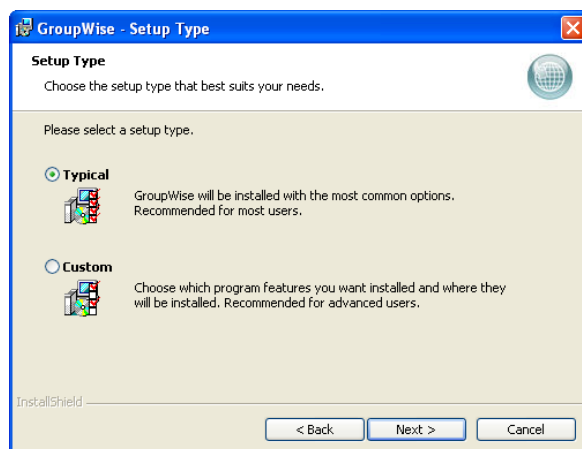 GroupWise - Setup Type
Setup Type
Choose the setup type that best suits your needs.
Please select a setup type.
Typical
GroupWise will be installed with the most common options.
Recommended for most users.
Custom
Choose which program features you want installed and where they
will be installed. Recommended for advanced users.
InstallShield
< Back Next > Cancel